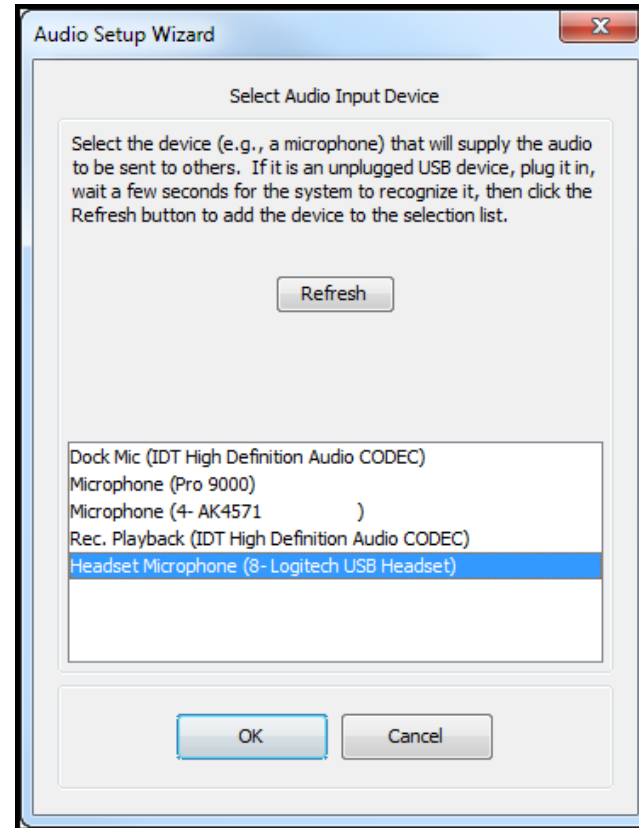 Audio Setup Wizard
Select Audio Input Device
Select the device (e.g., a microphone) that will supply the audio
to be sent to others.  If it is an unplugged USB device, plug it in,
wait a few seconds for the system to recognize it, then click the
Refresh button to add the device to the selection list.
Refresh
Dock Mic (IDT High Definition Audio CODEC)
Microphone (Pro 9000)
Microphone (4- AK4571              )
Rec. Playback (IDT High Definition Audio CODEC)
Headset Microphone (8- Logitech USB Headset)
OK Cancel